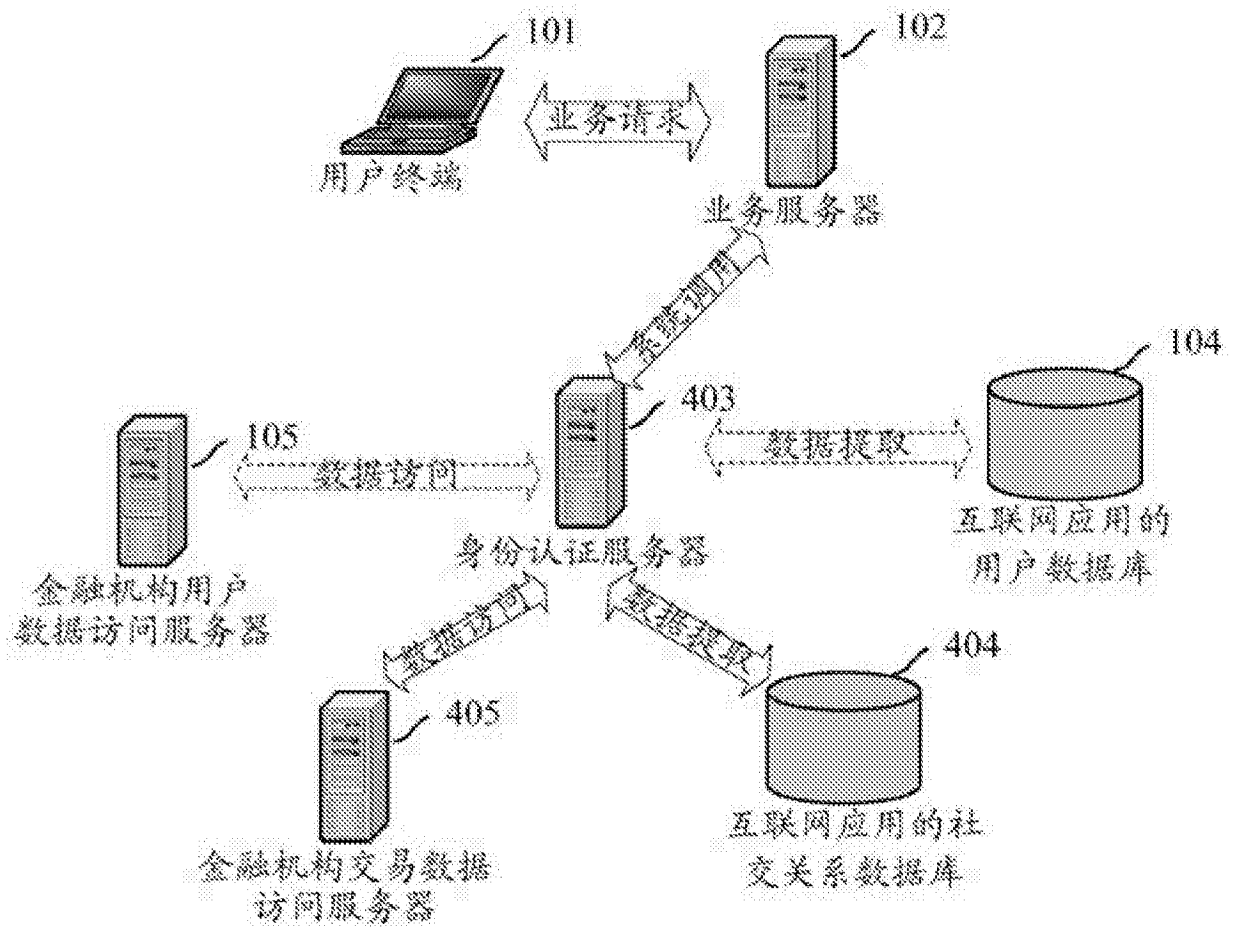 101
102
业务请求
用户终端
业务服务器
系统调用
104
403
105
数据提取
数据访问
互联网应用的
用户数据库
身份认证服务器
金融机构用户
数据访问服务器
数据访问
数据提取
404
405
互联网应用的社
交关系数据库
金融机构交易数据
访问服务器